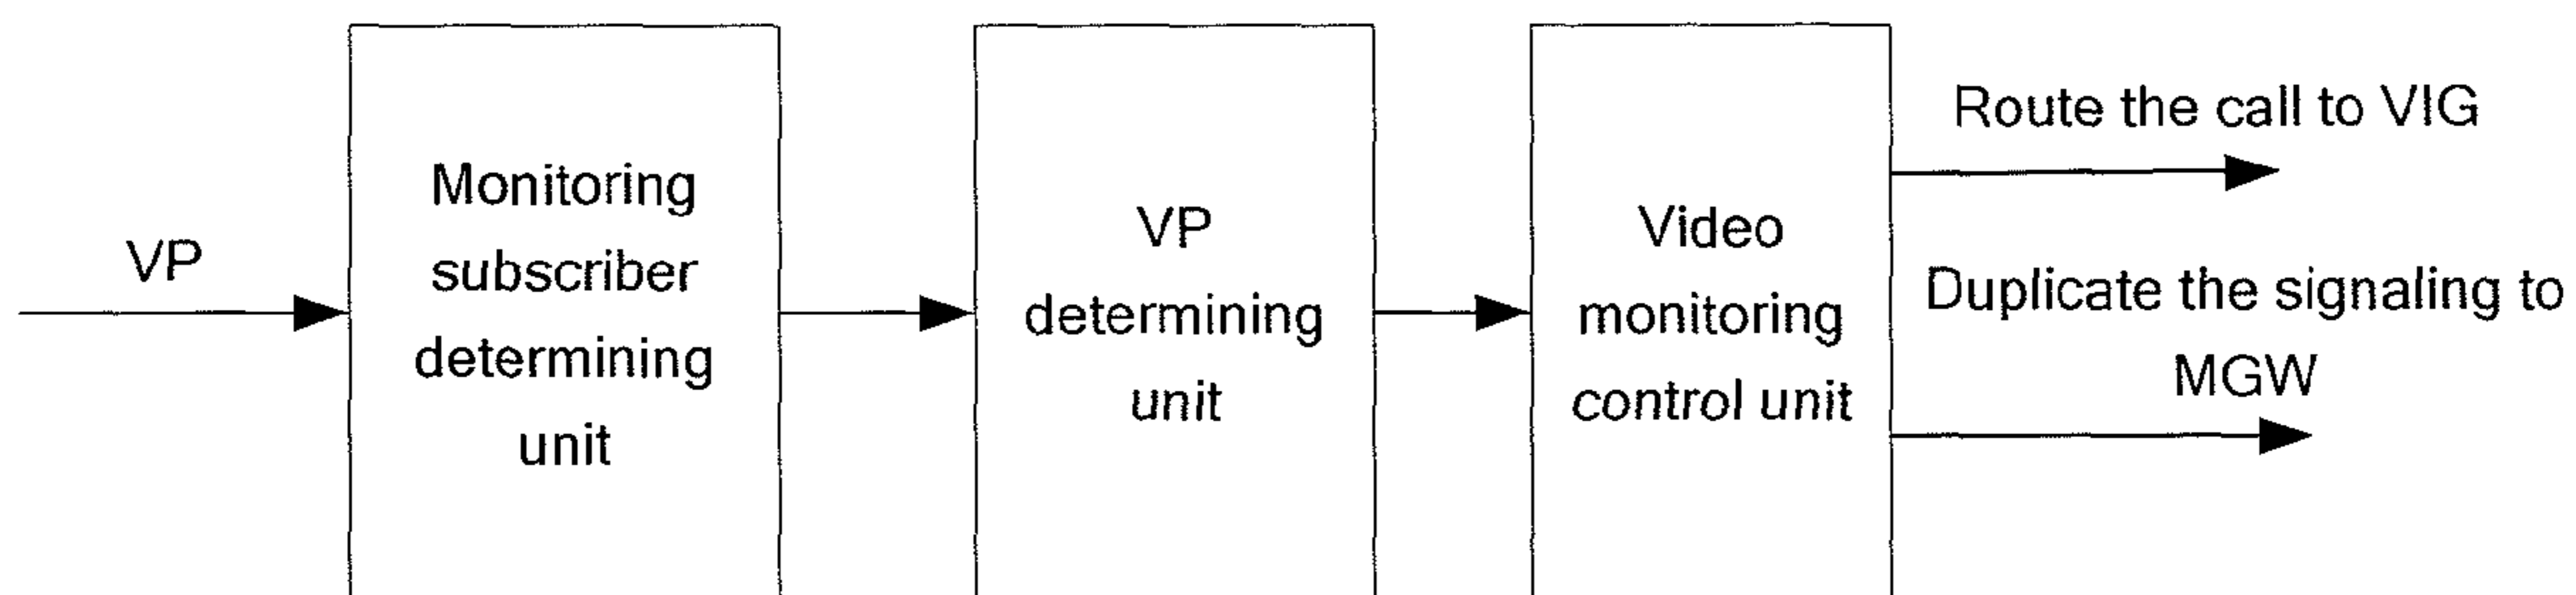 VP
Monitoring
subscriber
determining
unit
VP
determining
unit
Video
monitoring
control unit
Route the call to VIG
Duplicate the signaling to
MGW